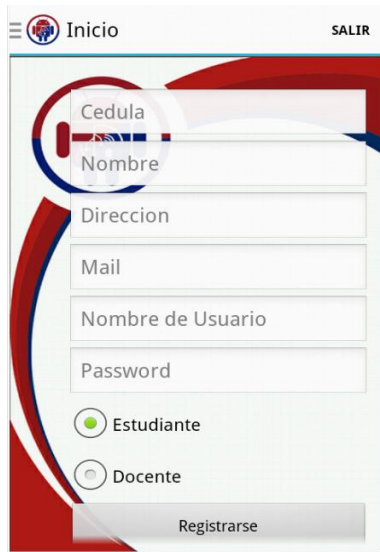 Inicio
SALIR
Cedula
Nombre
Direccion
Mail
Nombre de Usuario
Password
Estudiante
Docente
Registrarse